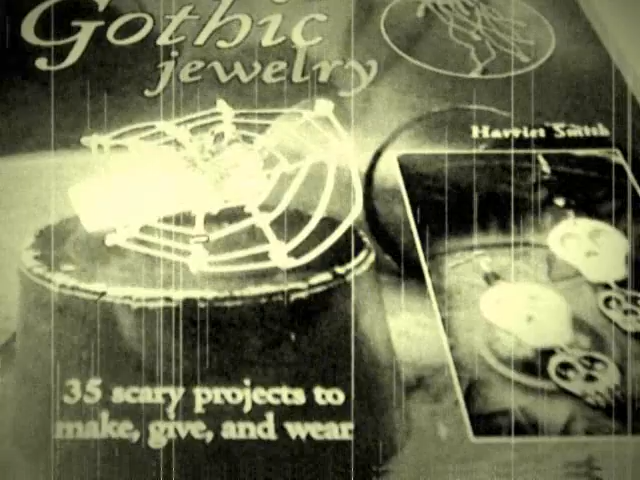 Gothic
jewelry
Harriet Smith
35 scary projects to
make, give, and wear